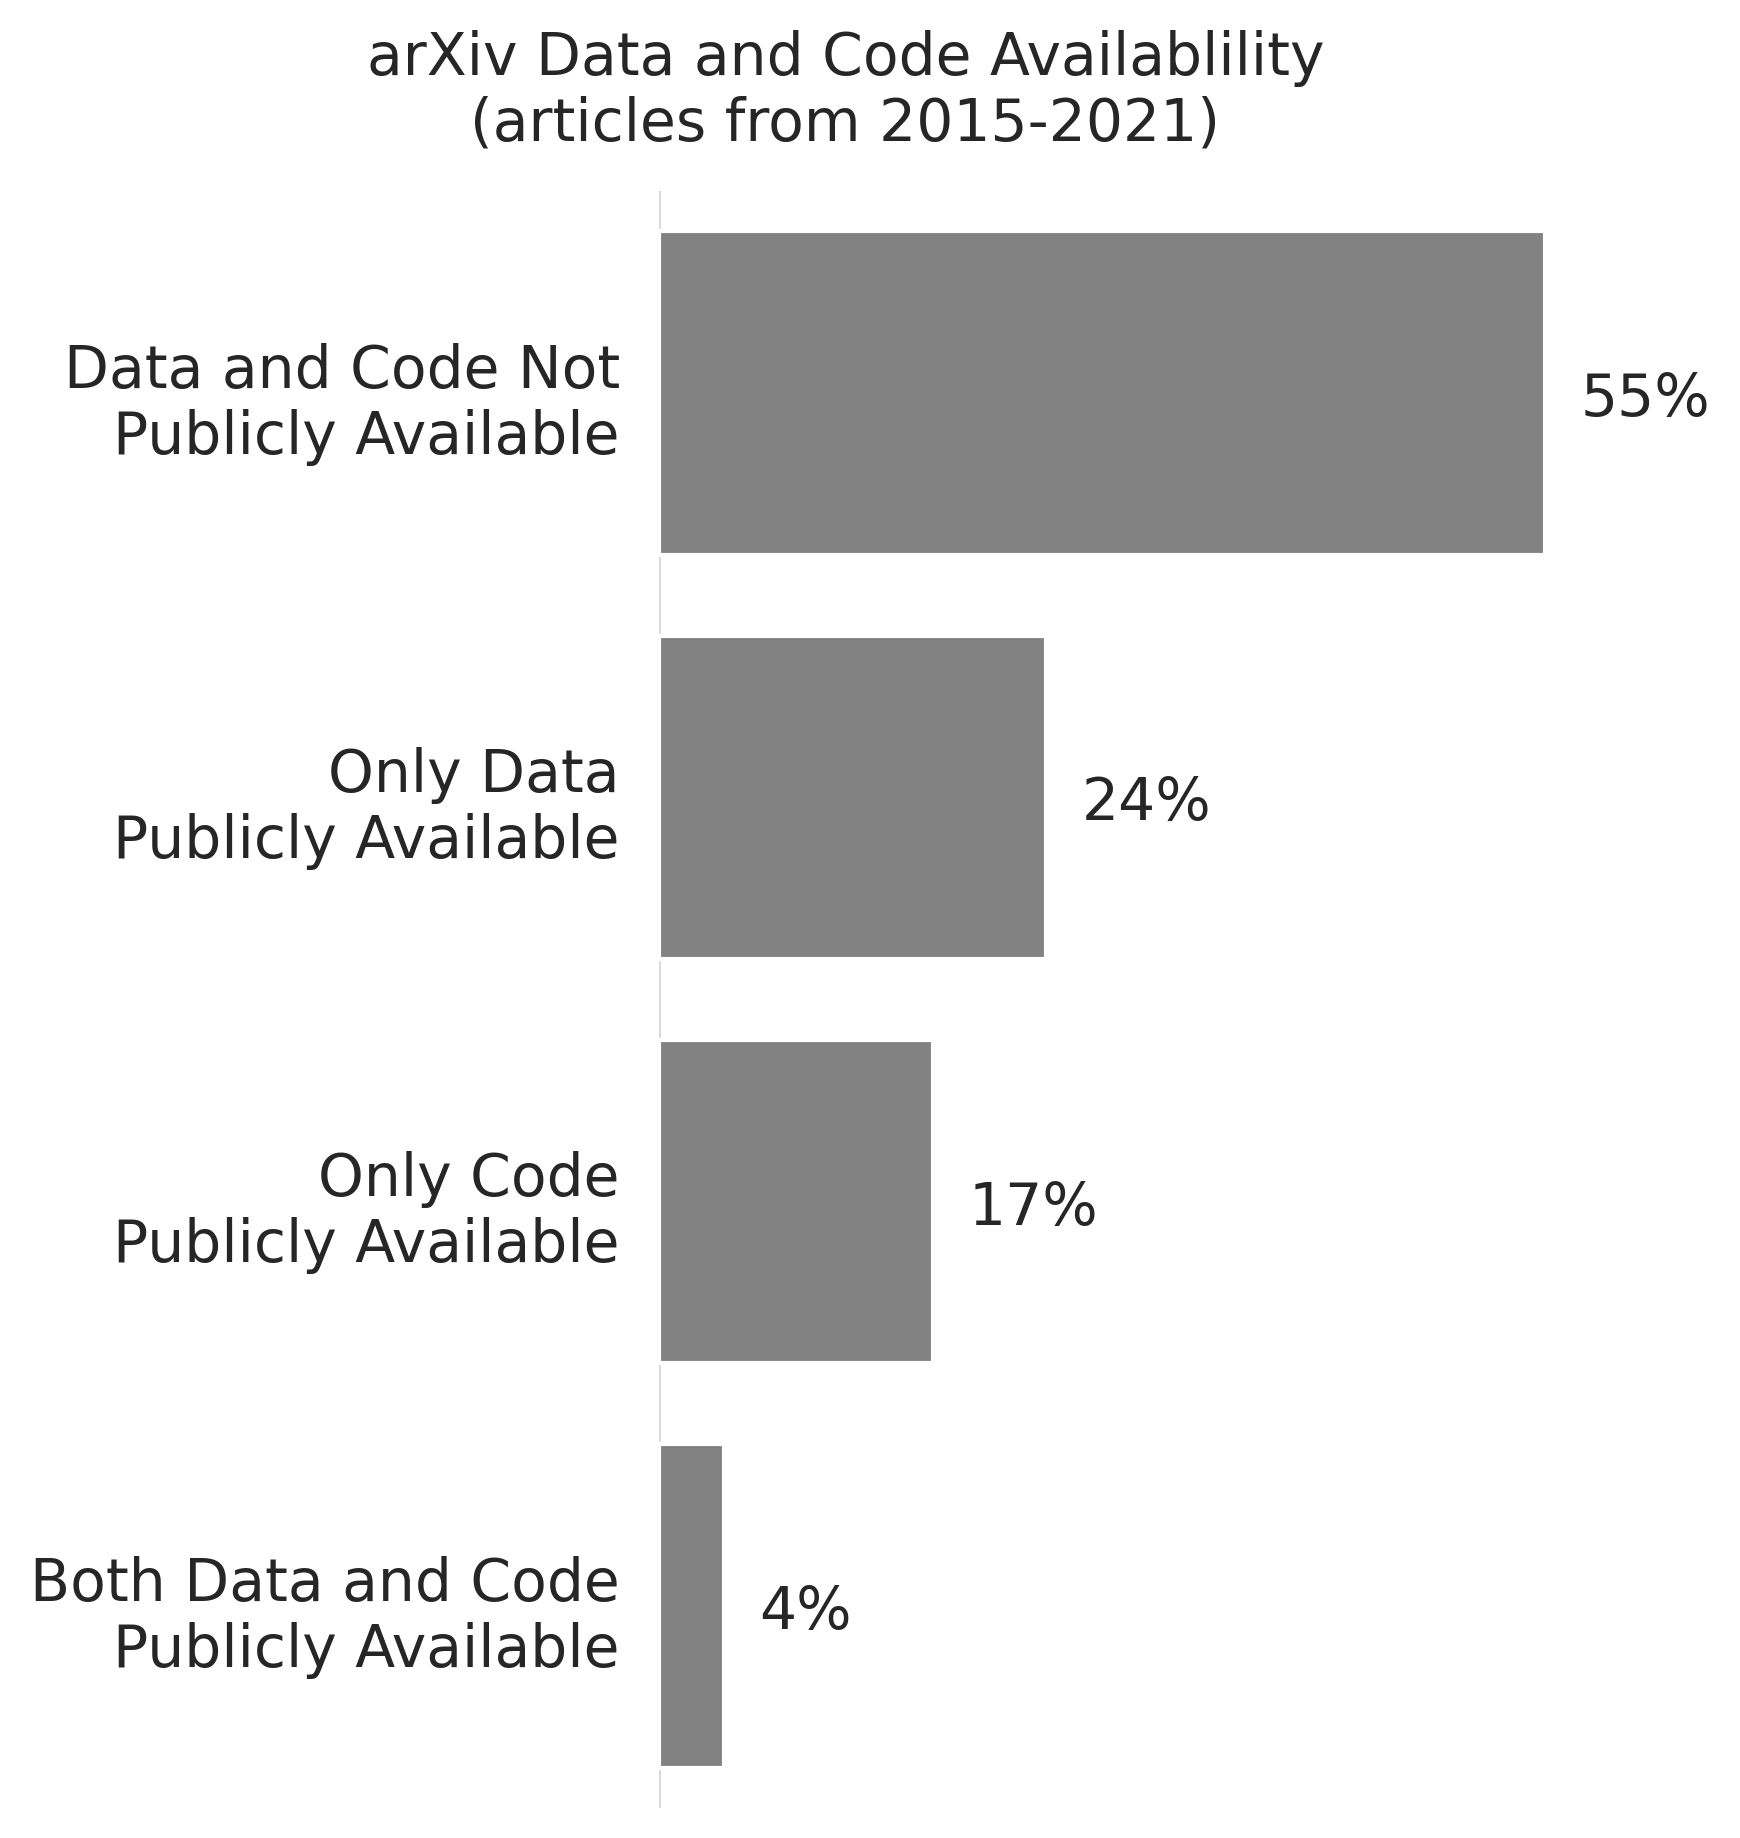 arXiv Data and Code Availablility
(articles from 2015-2021)
Data and Code Not
Publicly Available
55%
Only Data
Publicly Available
24%
Only Code
Publicly Available
17%
Both Data and Code
Publicly Available
4%